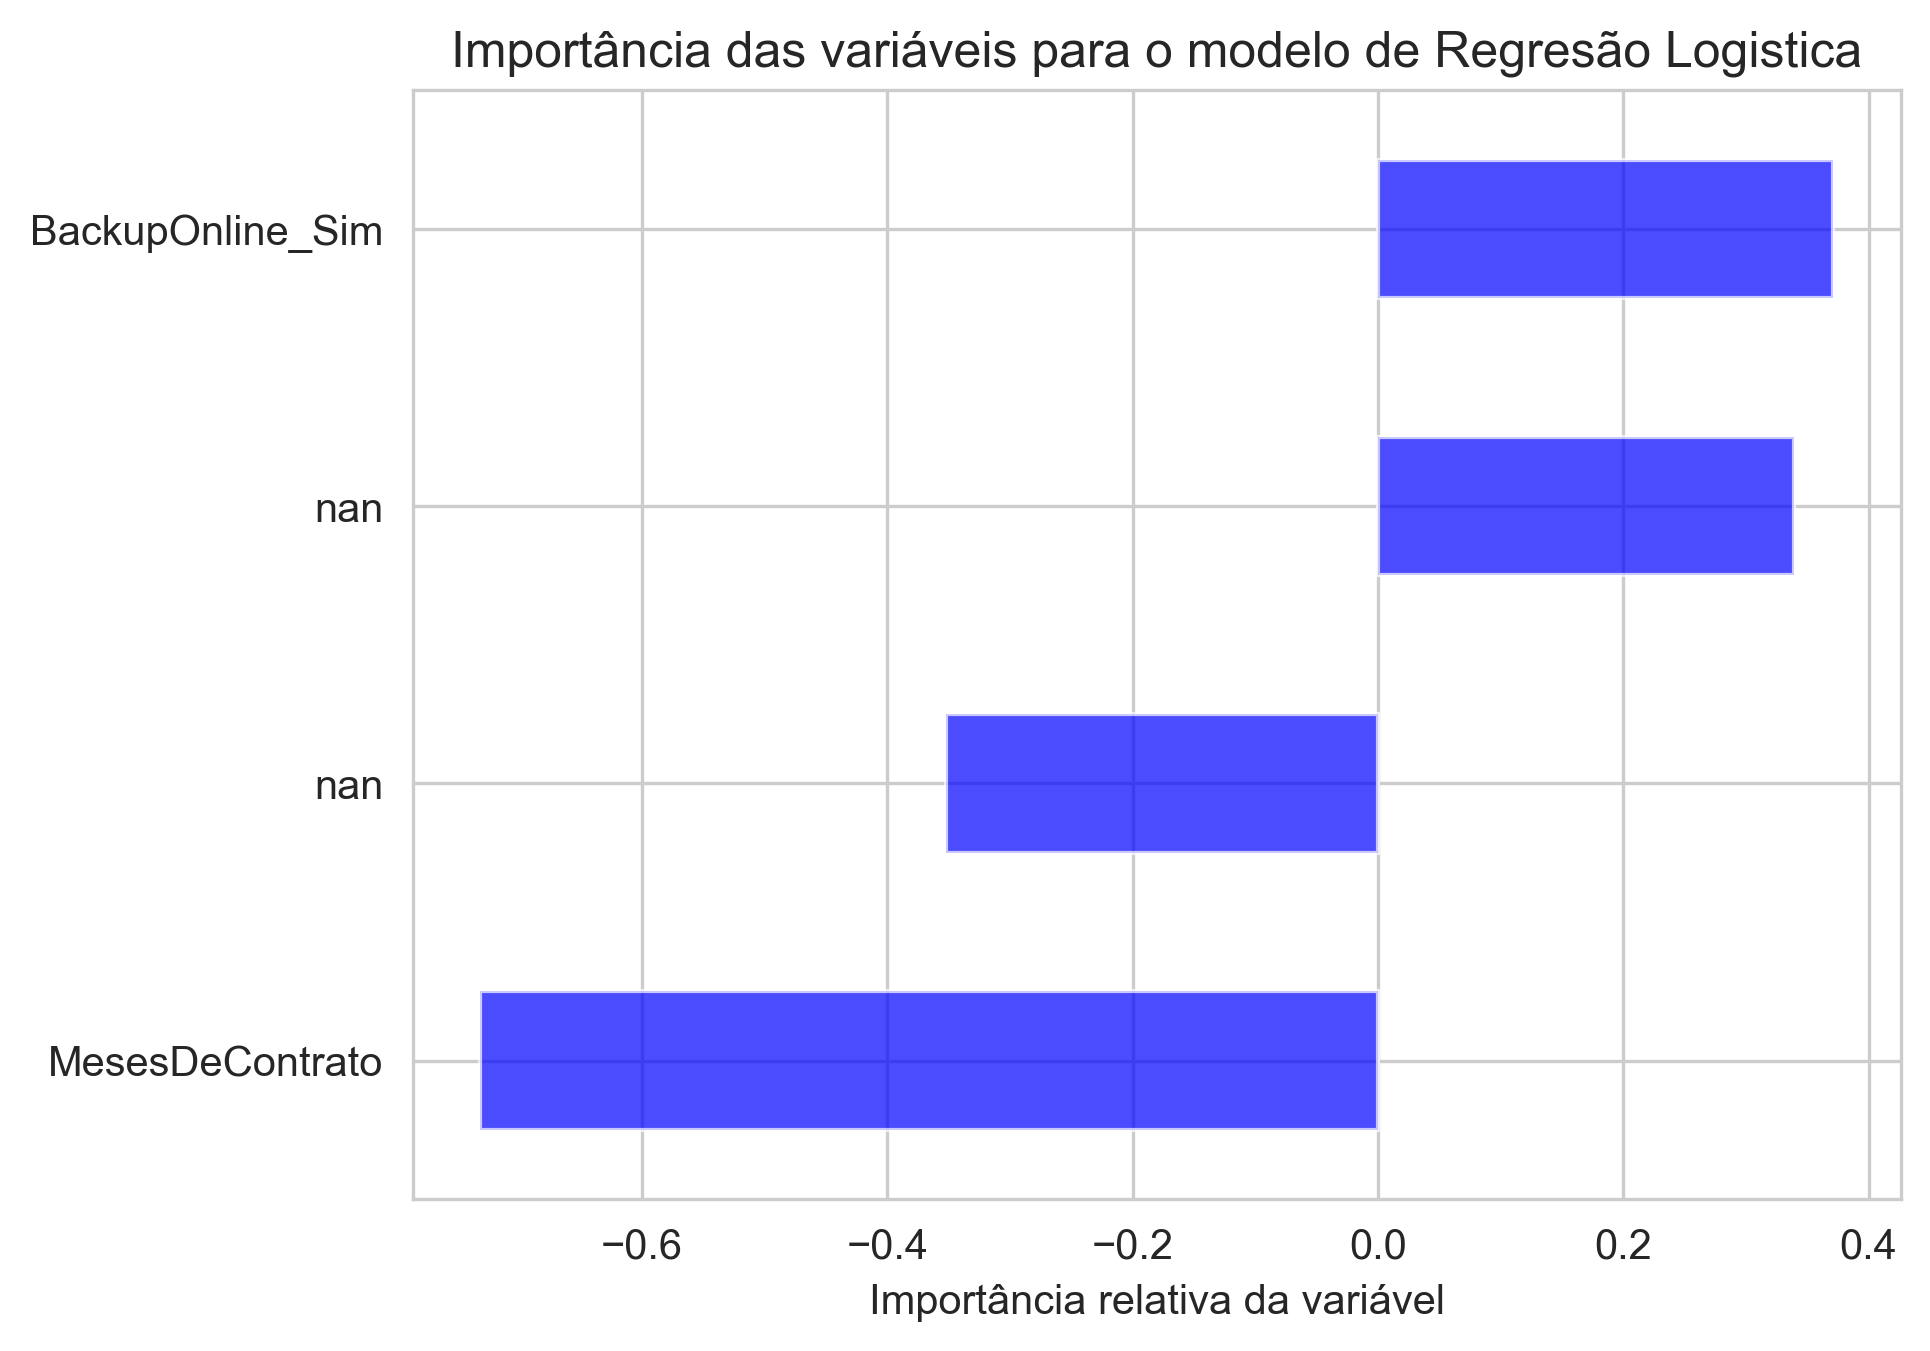 Importância das variáveis para o modelo de Regresão Logistica
BackupOnline_Sim
nan
nan
MesesDeContrato
−0.6 −0.4 −0.2 0.0 0.2 0.4
Importância relativa da variável